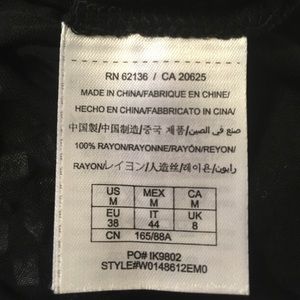 RN 62136 / CA 20625
MADE IN CHINA/FABRIQUE EN CHINE/
HECHO EN CHINA/FABBRICATO IN CINA/
中国製/中国制造/중국 제품/صنع في الصين/
100% RAYON/RAYONNE/RAYÓN/REYON/
RAYON/レイヨン/人造丝/레이온/رايون/
US M MEX M CA M
EU 38 IT 44 UK 8
CN 165/88A
PO# IK9802
STYLE#W0148612EM0